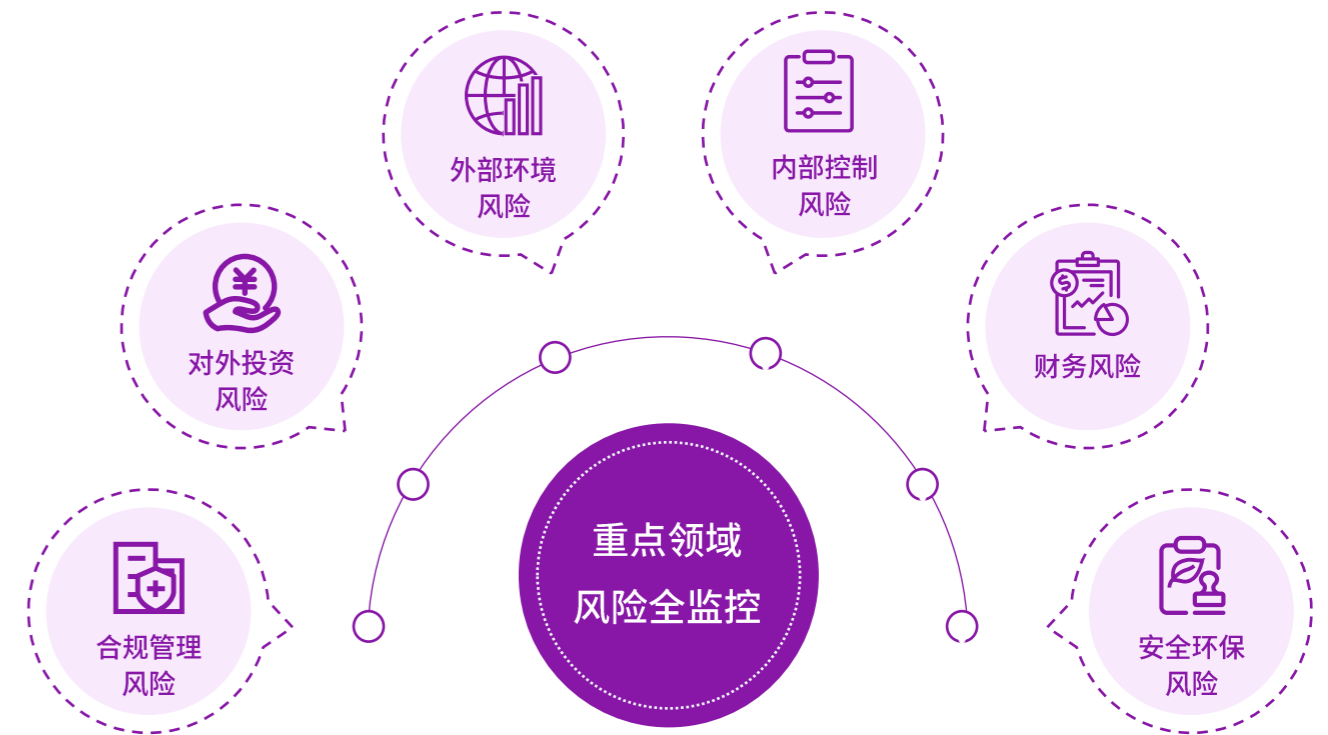 外部环境
风险
内部控制
风险
对外投资
风险
财务风险
合规管理
风险
重点领域
风险全监控
安全环保
风险